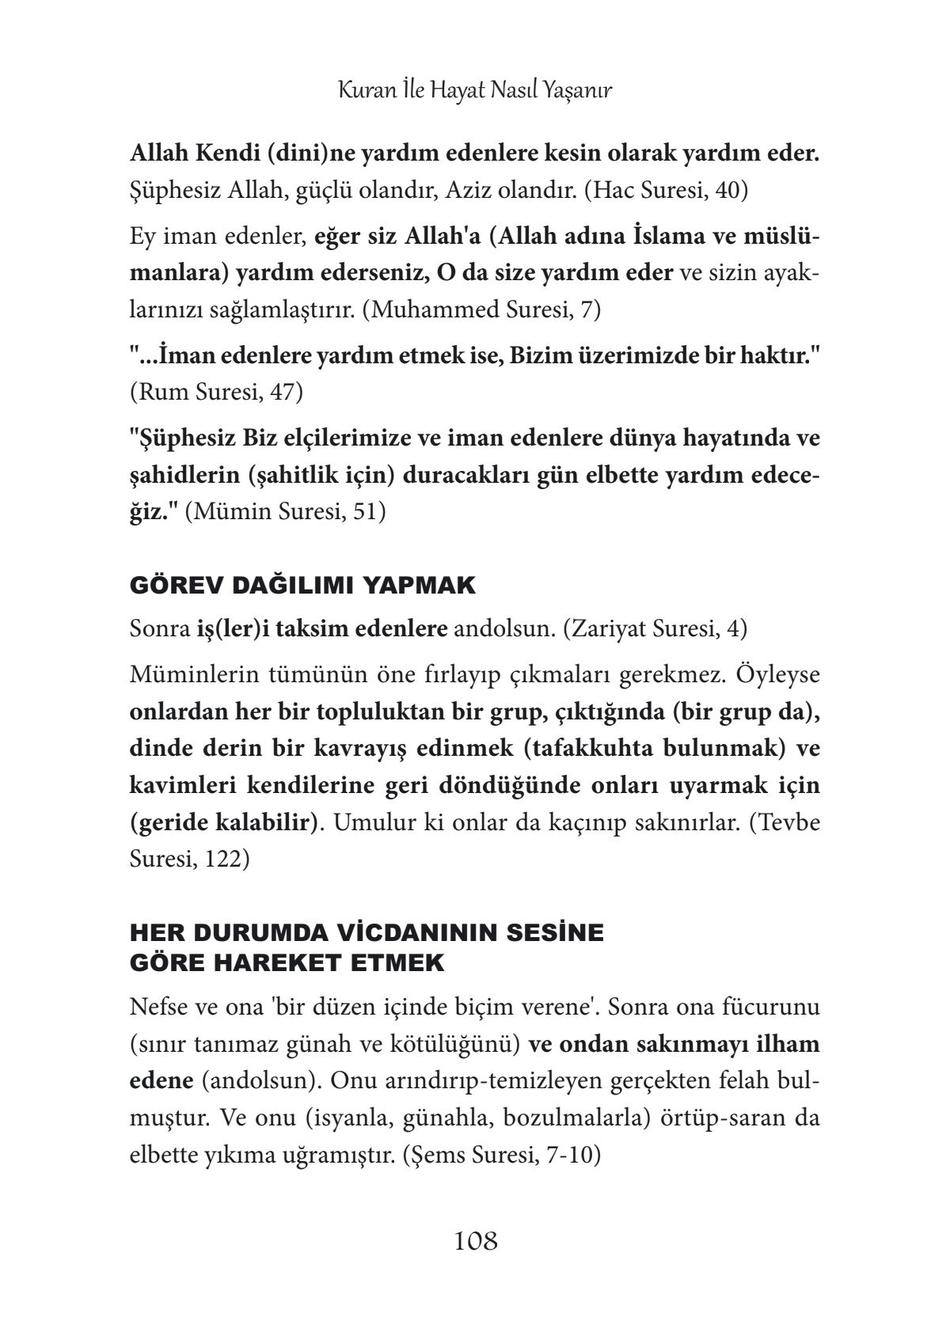 Kuran İle Hayat Nasıl Yaşanır
Allah Kendi (dini)ne yardım edenlere kesin olarak yardım eder.
Şüphesiz Allah, güçlü olandır, Aziz olandır. (Hac Suresi, 40)
Ey iman edenler, eğer siz Allah'a (Allah adına İslama ve müslü-
manlara) yardım ederseniz, O da size yardım eder ve sizin ayak-
larınızı sağlamlaştırır. (Muhammed Suresi, 7)
"...İman edenlere yardım etmek ise, Bizim üzerimizde bir haktır."
(Rum Suresi, 47)
"Şüphesiz Biz elçilerimize ve iman edenlere dünya hayatında ve
şahidlerin (şahitlik için) duracakları gün elbette yardım edece-
ğiz." (Mümin Suresi, 51)
GÖREV DAĞILIMI YAPMAK
Sonra iş(ler)i taksim edenlere andolsun. (Zariyat Suresi, 4)
Müminlerin tümünün öne fırlayıp çıkmaları gerekmez. Öyleyse
onlardan her bir topluluktan bir grup, çıktığında (bir grup da),
dinde derin bir kavrayış edinmek (tafakkuhta bulunmak) ve
kavimleri kendilerine geri döndüğünde onları uyarmak için
(geride kalabilir). Umulur ki onlar da kaçınıp sakınırlar. (Tevbe
Suresi, 122)
HER DURUMDA VİCDANININ SESİNE
GÖRE HAREKET ETMEK
Nefse ve ona 'bir düzen içinde biçim verene'. Sonra ona fücurunu
(sınır tanımaz günah ve kötülüğünü) ve ondan sakınmayı ilham
edene (andolsun). Onu arındırıp-temizleyen gerçekten felah bul-
muştur. Ve onu (isyanla, günahla, bozulmalarla) örtüp-saran da
elbette yıkıma uğramıştır. (Şems Suresi, 7-10)
108